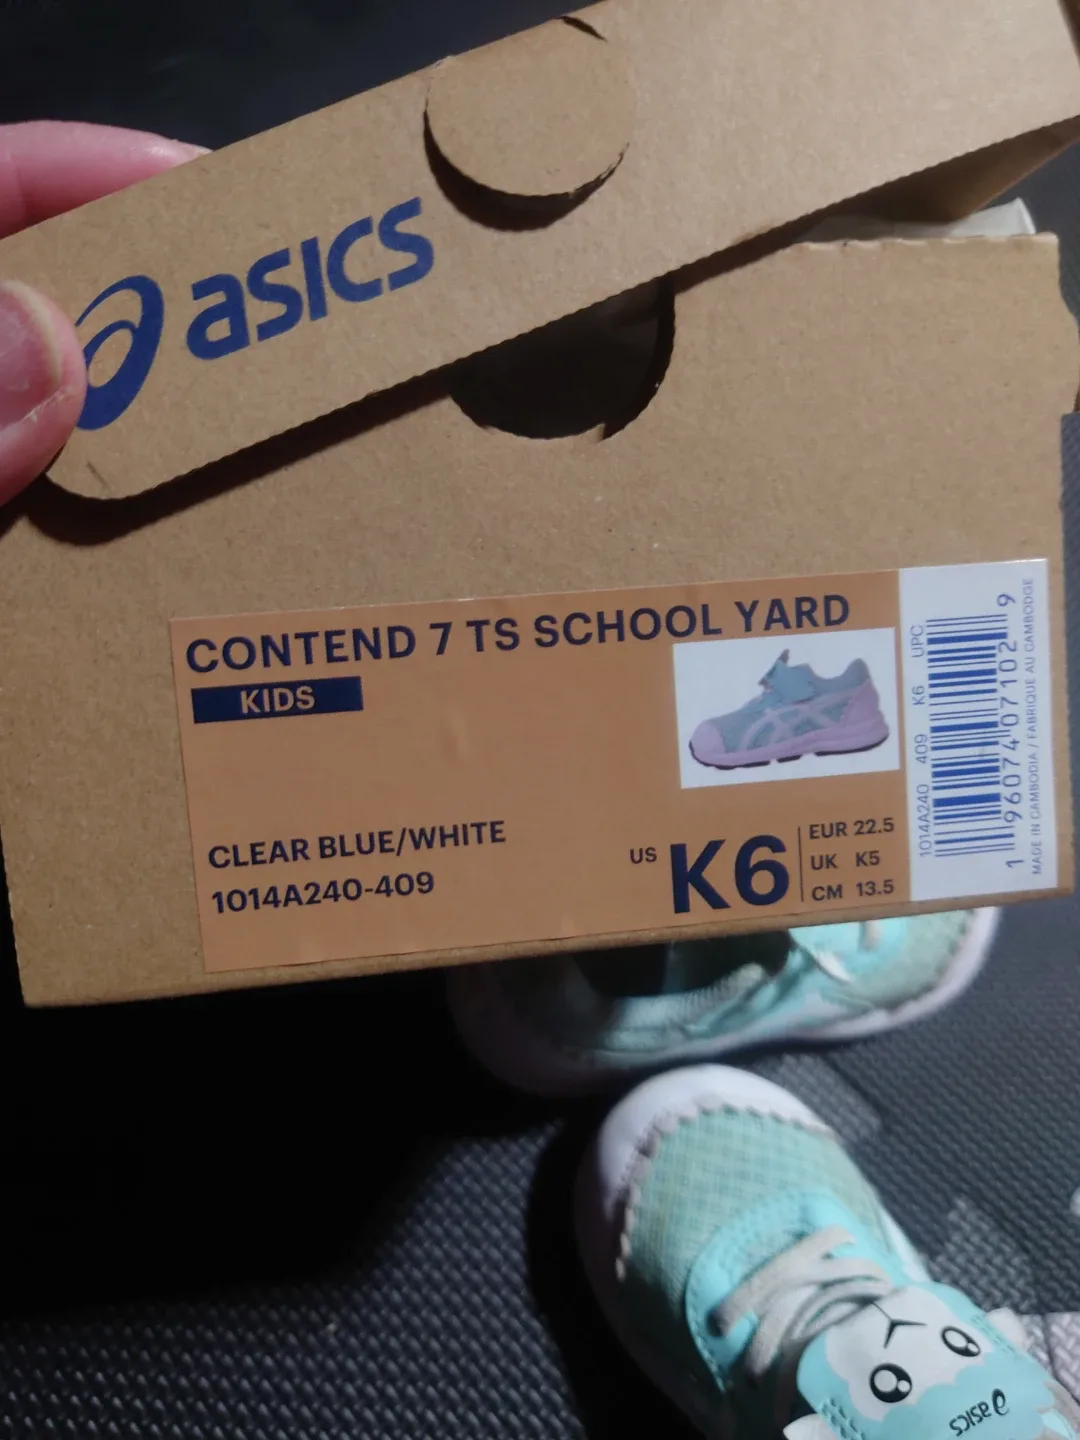 asics
CONTEND 7 TS SCHOOL YARD
KIDS
CLEAR BLUE/WHITE
1014A240-409
US K6
EUR 22.5
UK K5
CM 13.5
1014A240 409 K6 UPC
1 96074 07102 9
MADE IN CAMBODIA / FABRIQUE AU CAMBODGE
asics